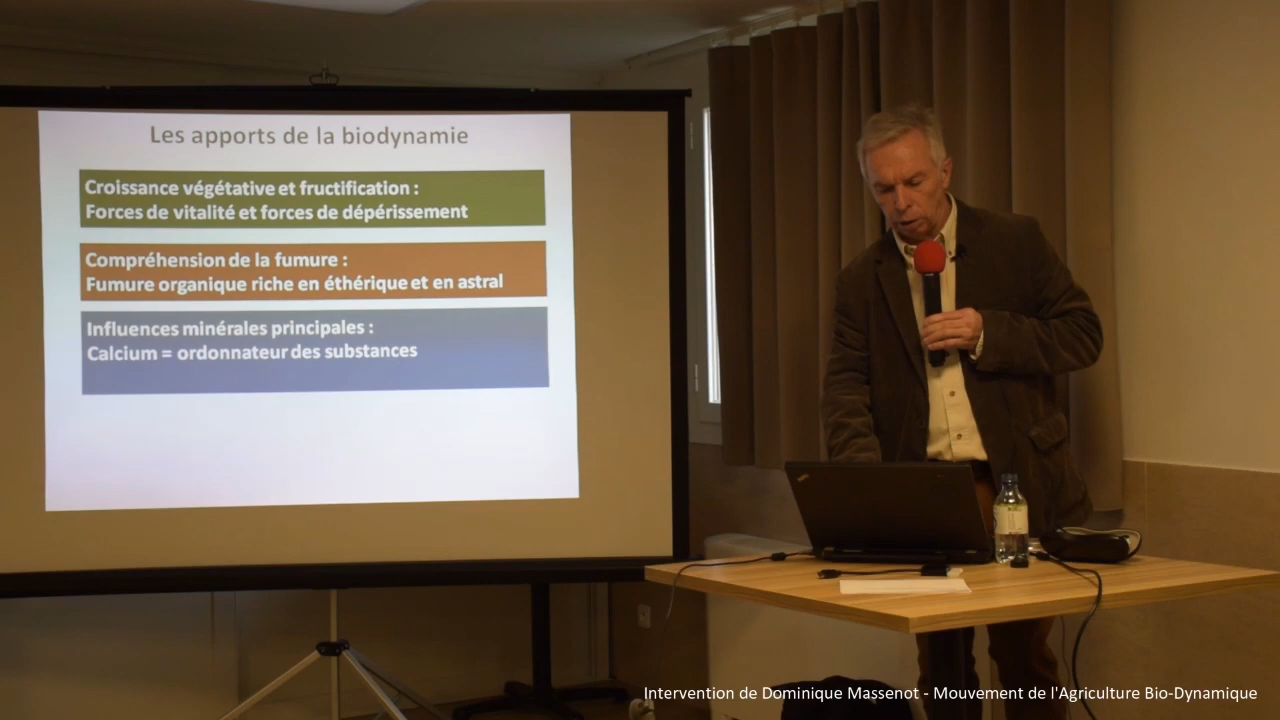 Les apports de la biodynamie
Croissance végétative et fructification :
Forces de vitalité et forces de dépérissement
Compréhension de la fumure :
Fumure organique riche en éthérique et en astral
Influences minérales principales :
Calcium = ordonnateur des substances
Intervention de Dominique Massenot - Mouvement de l'Agriculture Bio-Dynamique